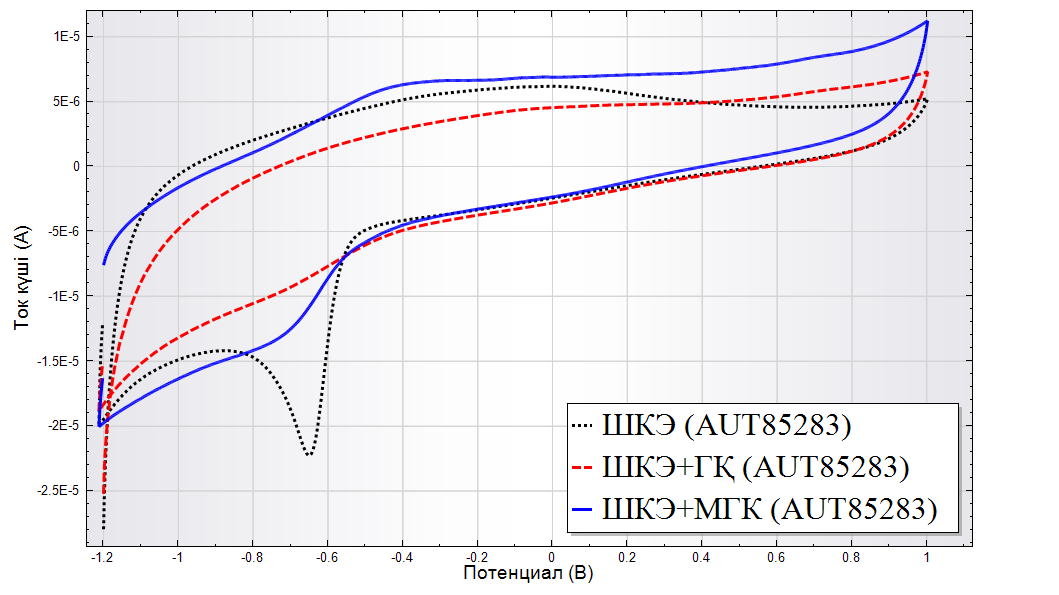 1E-5
5E-6
0
-5E-6
-1E-5
-1.5E-5
-2E-5
-2.5E-5
Ток күші (А)
ШКЭ (AUT85283)
ШКЭ+ГҚ (AUT85283)
ШКЭ+МГК (AUT85283)
-1.2 -1 -0.8 -0.6 -0.4 -0.2 0 0.2 0.4 0.6 0.8 1
Потенциал (В)